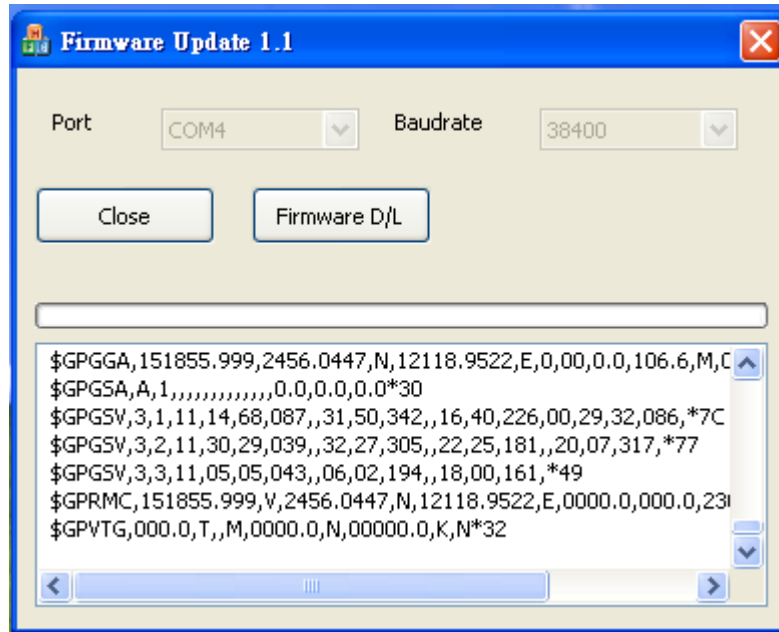 Firmware Update 1.1
Port
COM4
Baudrate
38400
Close
Firmware D/L
$GPGGA,151855.999,2456.0447,N,12118.9522,E,0,00,0.0,106.6,M,
$GPGSA,A,1,,,,,,,,,,,,,0.0,0.0,0.0*30
$GPGSV,3,1,11,14,68,087,,31,50,342,,16,40,226,00,29,32,086,*7C
$GPGSV,3,2,11,30,29,039,,32,27,305,,22,25,181,,20,07,317,*77
$GPGSV,3,3,11,05,05,043,,06,02,194,,18,00,161,*49
$GPRMC,151855.999,V,2456.0447,N,12118.9522,E,0000.0,000.0,23
$GPVTG,000.0,T,,M,0000.0,N,00000.0,K,N*32